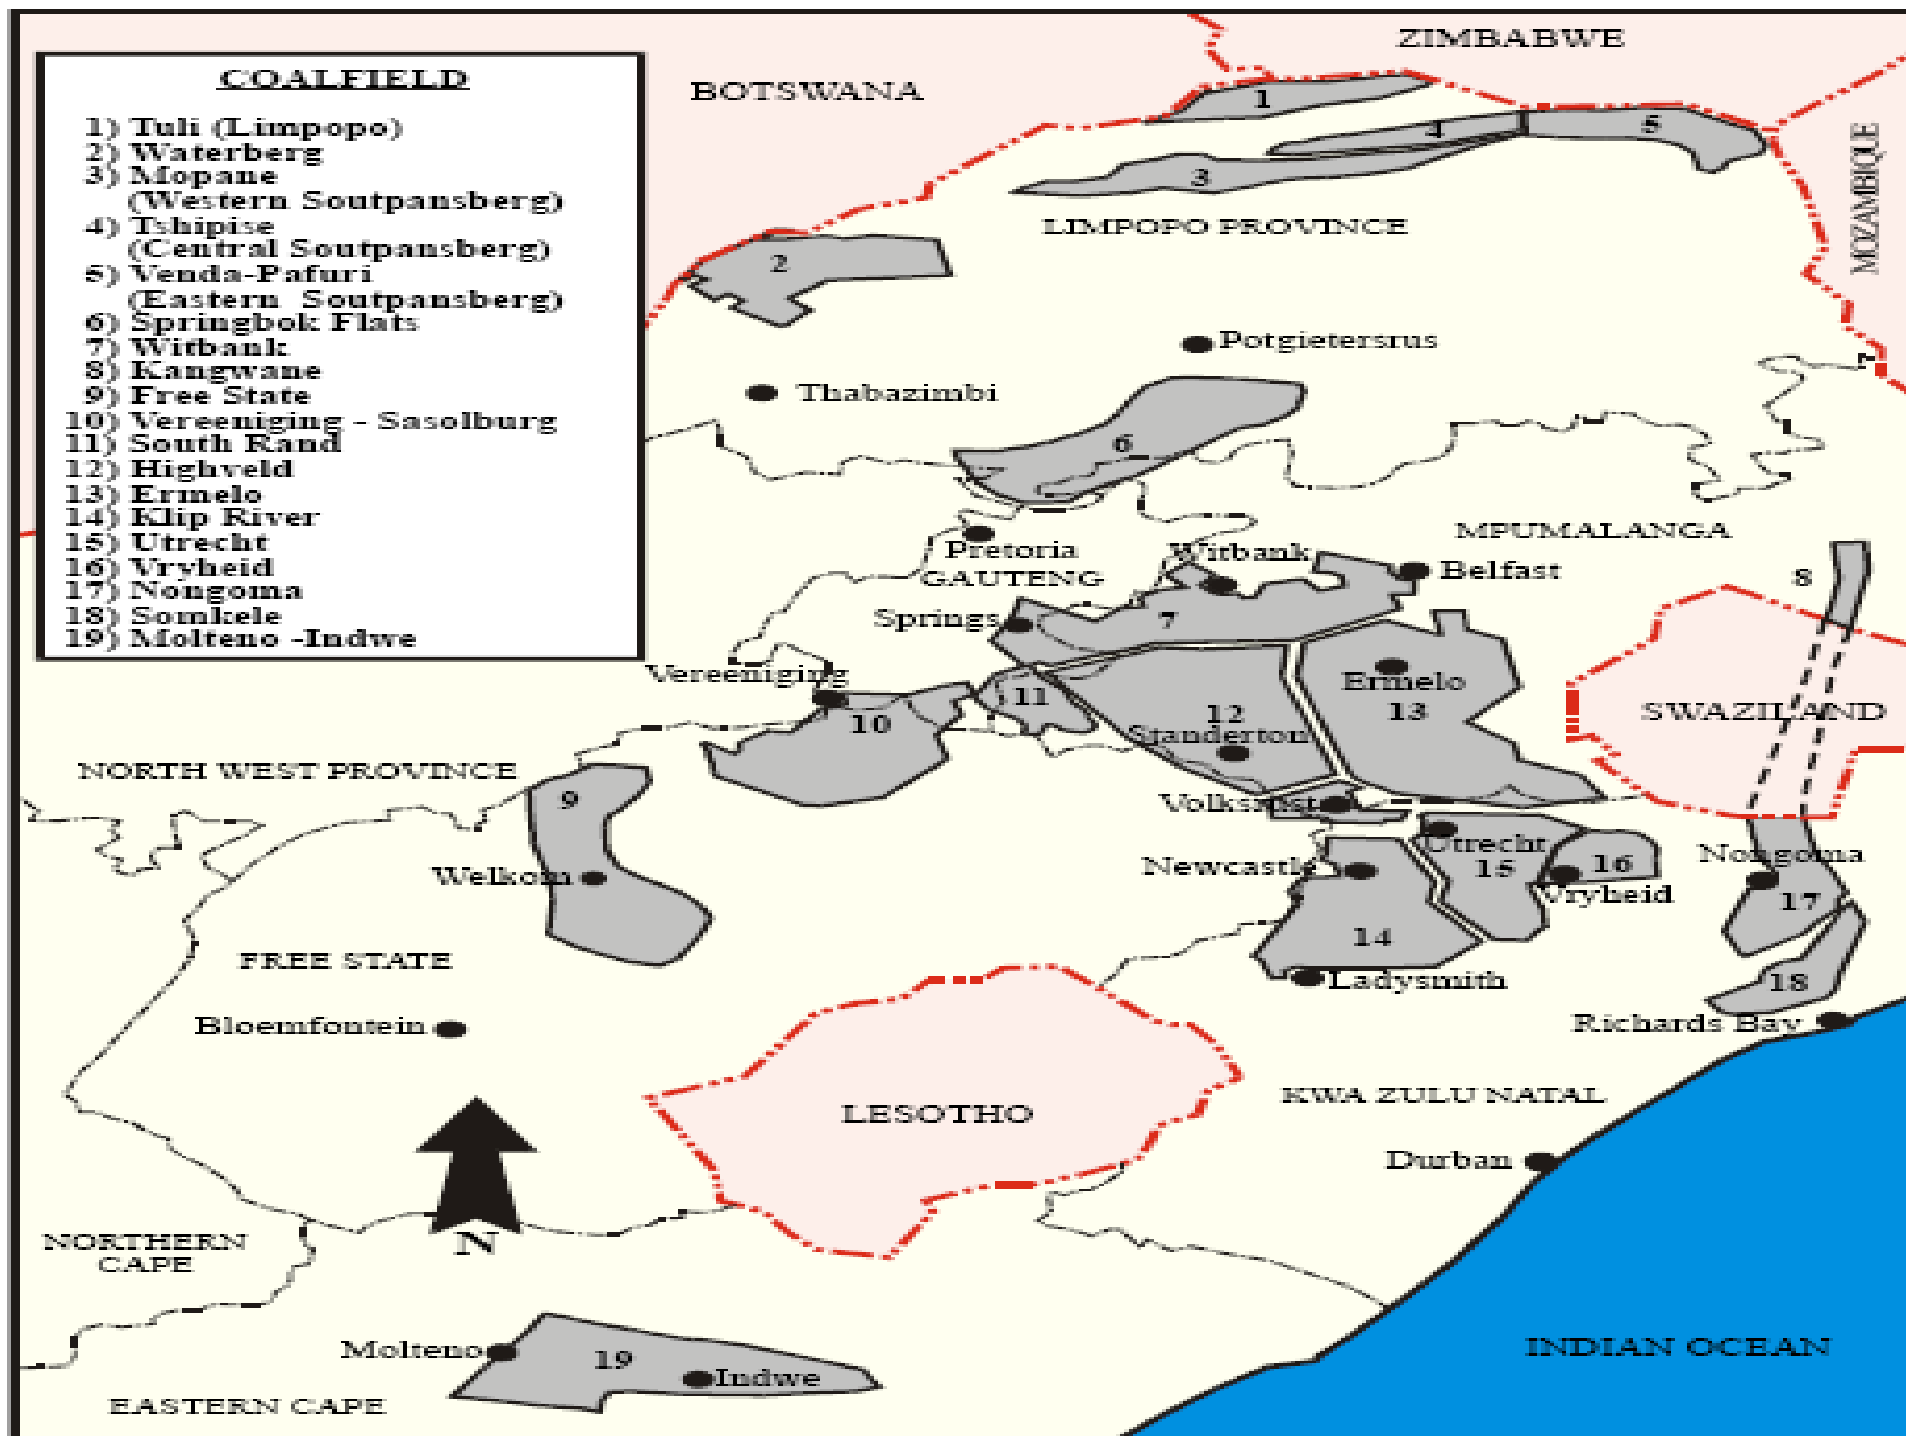 COALFIELD
1) Tuli (Limpopo)
2) Waterberg
3) Mopane
(Western Soutpansberg)
4) Tshipise
(Central Soutpansberg)
5) Venda-Pafuri
(Eastern Soutpansberg)
6) Springbok Flats
7) Witbank
8) Kangwane
9) Free State
10) Vereeniging - Sasolburg
11) South Rand
12) Highveld
13) Ermelo
14) Klip River
15) Utrecht
16) Vryheid
17) Nongoma
18) Somkele
19) Molteno -Indwe
ZIMBABWE
BOTSWANA
1
4
5
3
MOZAMBIQUE
LIMPOPO PROVINCE
2
Potgietersrus
Thabazimbi
6
MPUMALANGA
Pretoria
Witbank
GAUTENG
Belfast
8
Springs
7
Vereeniging
Ermelo
11
10
12
13
SWAZILAND
Standerton
NORTH WEST PROVINCE
9
Volksrust
Utrecht
Nongoma
Newcastle
15
16
Welkom
Vryheid
17
14
FREE STATE
Ladysmith
18
Bloemfontein
Richards Bay
KWA ZULU NATAL
LESOTHO
Durban
N
NORTHERN
CAPE
INDIAN OCEAN
Molteno
19
Indwe
EASTERN CAPE